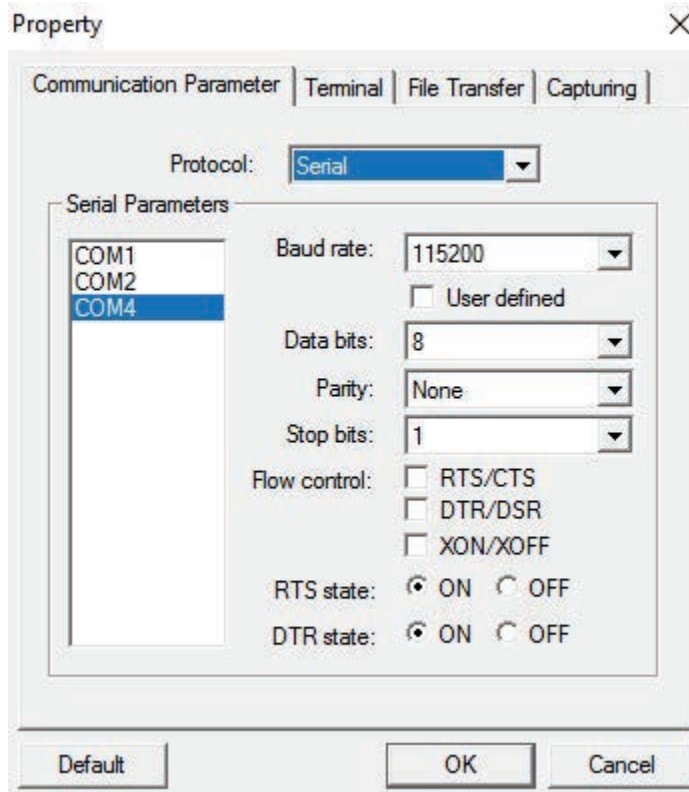 Property
Communication Parameter Terminal File Transfer Capturing
Protocol: Serial
Serial Parameters
COM1
COM2
COM4
Baud rate: 115200
User defined
Data bits: 8
Parity: None
Stop bits: 1
Flow control: RTS/CTS
DTR/DSR
XON/XOFF
RTS state: ON OFF
DTR state: ON OFF
Default OK Cancel